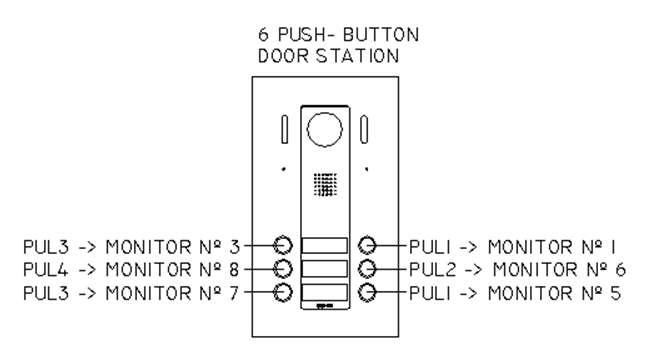 6 PUSH- BUTTON
DOOR STATION
PUL3 -> MONITOR Nº 3
PUL1 -> MONITOR Nº 1
PUL4 -> MONITOR Nº 8
PUL2 -> MONITOR Nº 6
PUL3 -> MONITOR Nº 7
PUL1 -> MONITOR Nº 5